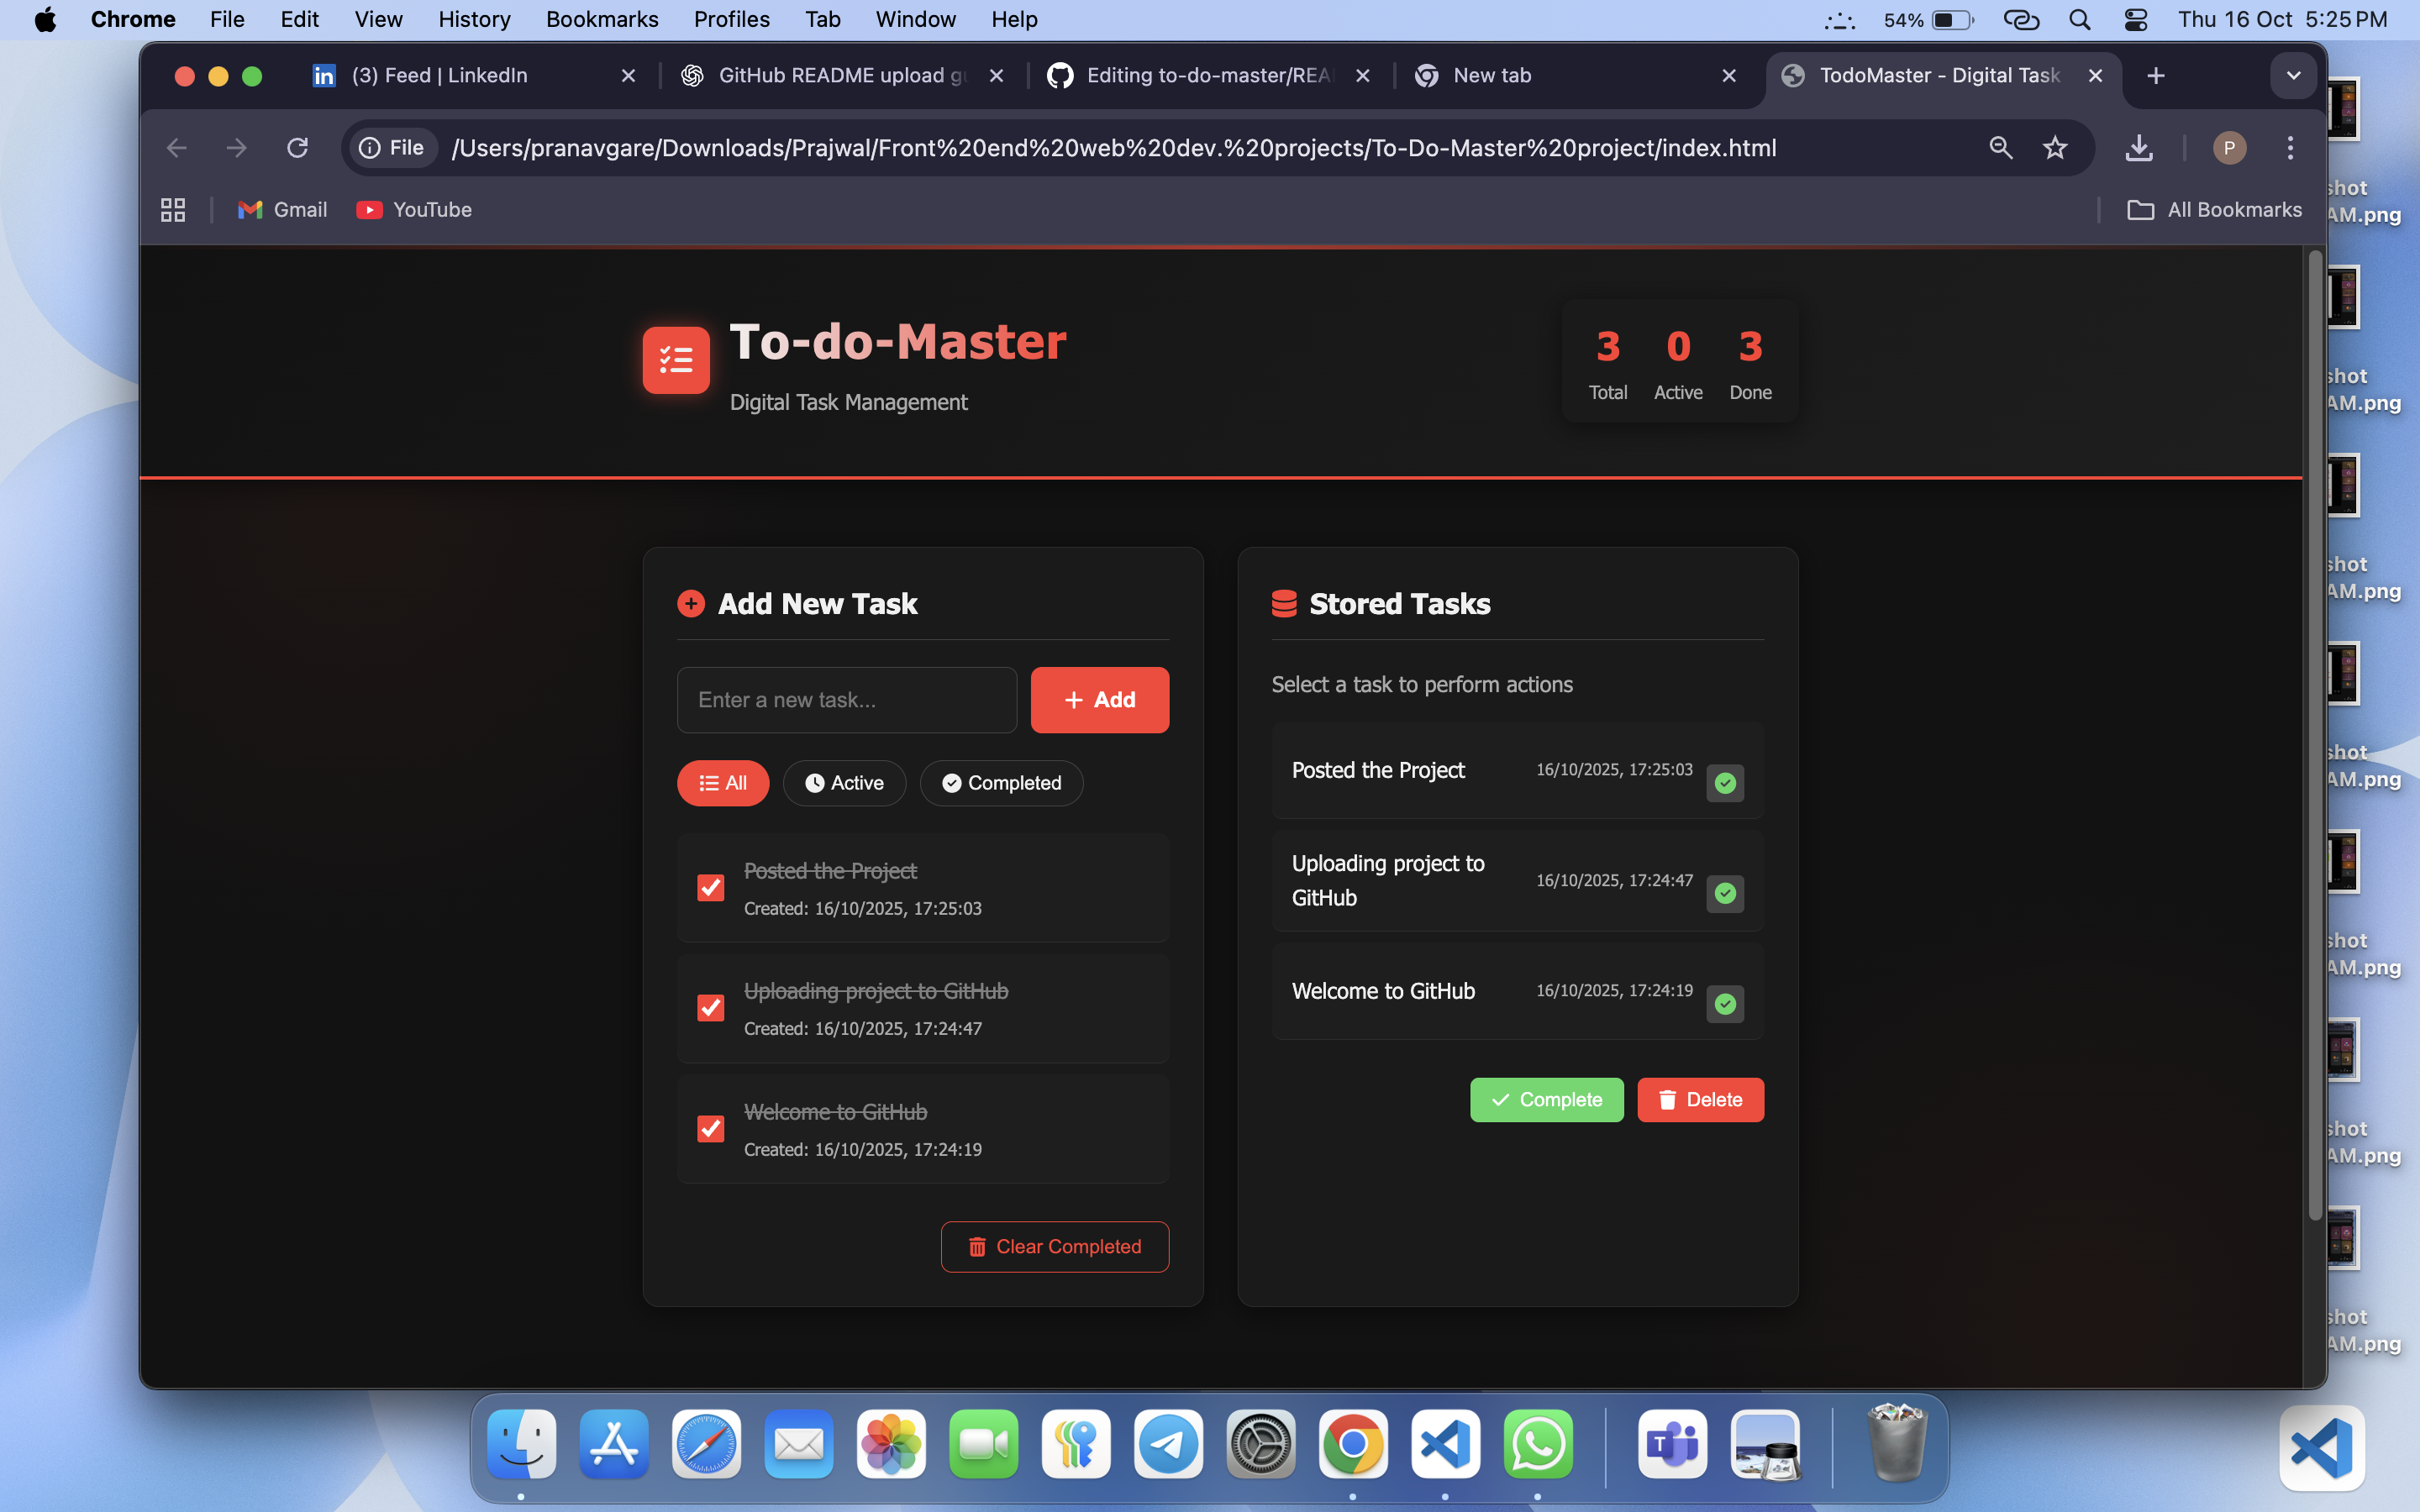 Chrome File Edit View History Bookmarks Profiles Tab Window Help 54% Thu 16 Oct 5:25 PM
in (3) Feed | LinkedIn GitHub README upload Editing to-do-master/REA New tab TodoMaster - Digital Task
File /Users/pranavgare/Downloads/Prajwal/Front%20end%20web%20dev.%20projects/To-Do-Master%20project/index.html P
Gmail YouTube All Bookmarks
To-do-Master
Digital Task Management
3 0 3
Total Active Done
Add New Task
Enter a new task...
+ Add
All Active Completed
Posted the Project
Created: 16/10/2025, 17:25:03
Uploading project to GitHub
Created: 16/10/2025, 17:24:47
Welcome to GitHub
Created: 16/10/2025, 17:24:19
Clear Completed
Stored Tasks
Select a task to perform actions
Posted the Project 16/10/2025, 17:25:03
Uploading project to
GitHub
16/10/2025, 17:24:47
Welcome to GitHub 16/10/2025, 17:24:19
Complete Delete
shot
AM.png
shot
AM.png
shot
AM.png
shot
AM.png
shot
AM.png
shot
AM.png
shot
AM.png
T